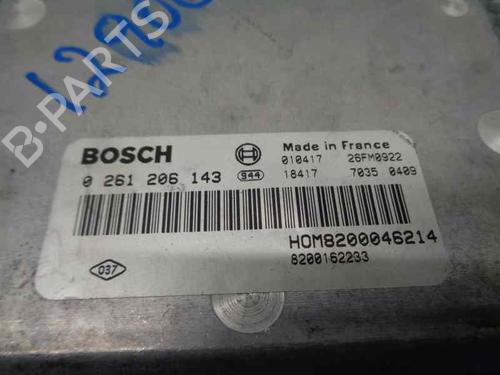 B-PARTS
BOSCH
Made in France
010417 26FM0922
0 261 206 143 944 18417 7035 0409
HOM8200046214
8200162233
037